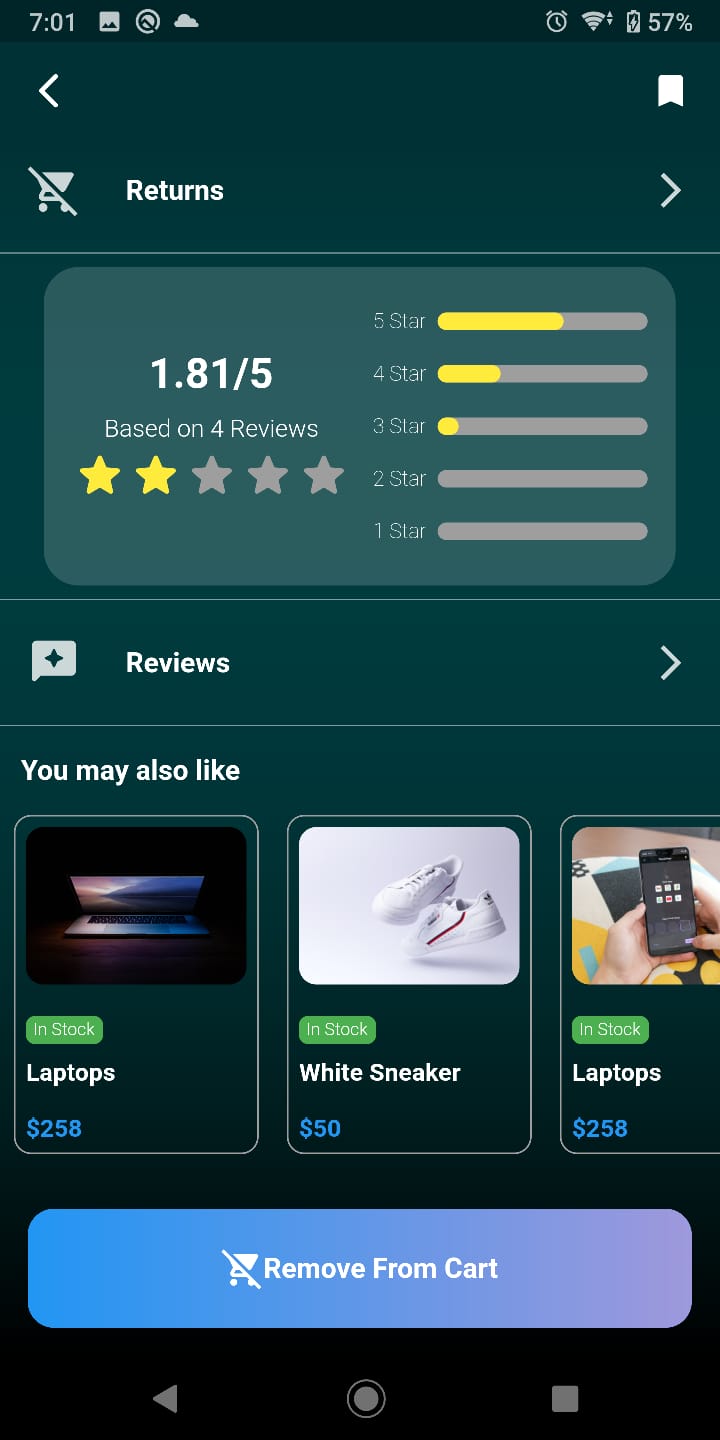 7:01 57%
Returns
1.81/5
Based on 4 Reviews
5 Star
4 Star
3 Star
2 Star
1 Star
Reviews
You may also like
In Stock
Laptops
$258
In Stock
White Sneaker
$50
In Stock
Laptops
$258
Remove From Cart